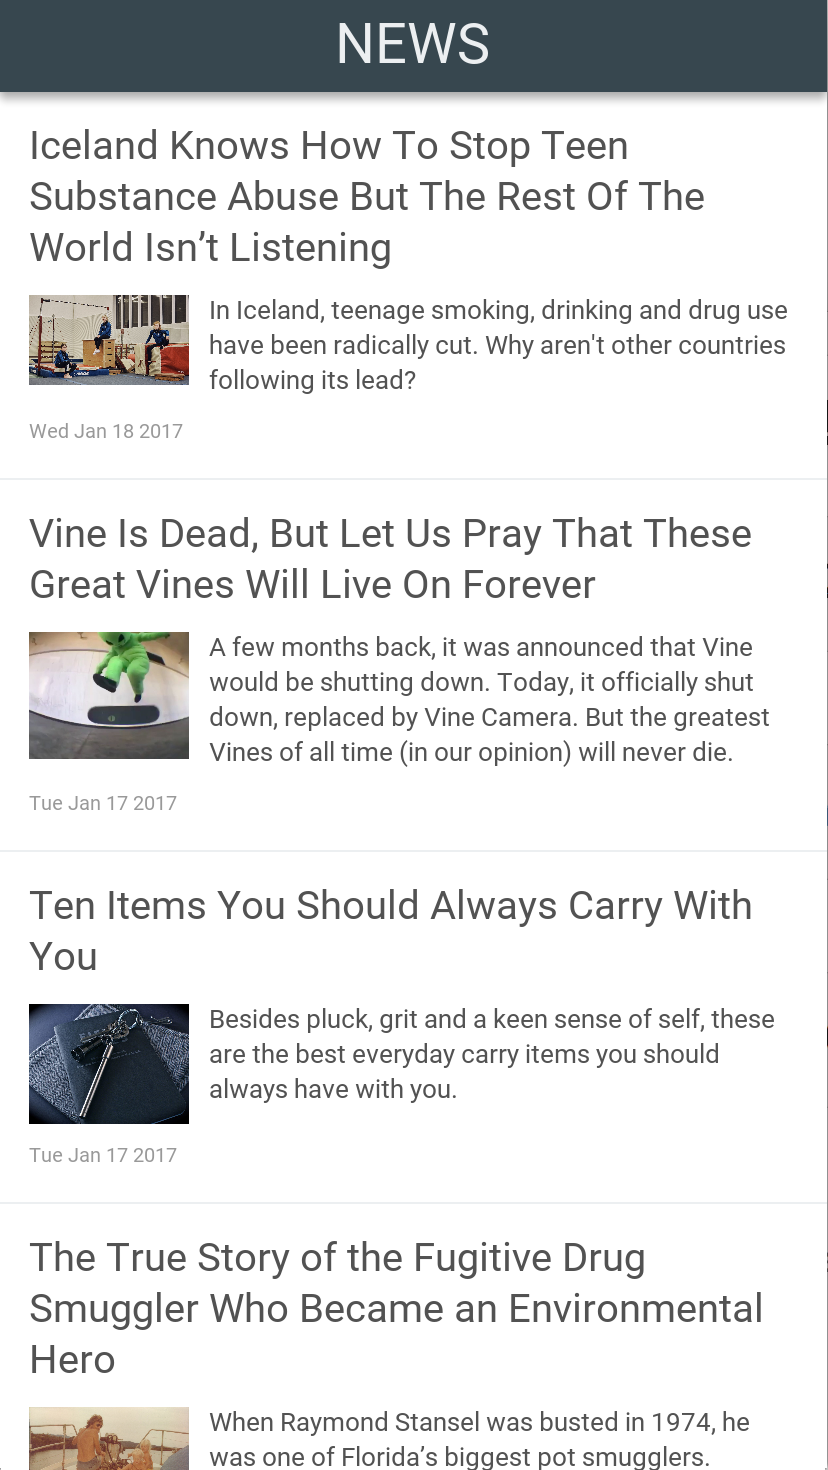 NEWS
Iceland Knows How To Stop Teen
Substance Abuse But The Rest Of The
World Isn’t Listening
In Iceland, teenage smoking, drinking and drug use
have been radically cut. Why aren't other countries
following its lead?
Wed Jan 18 2017
Vine Is Dead, But Let Us Pray That These
Great Vines Will Live On Forever
A few months back, it was announced that Vine
would be shutting down. Today, it officially shut
down, replaced by Vine Camera. But the greatest
Vines of all time (in our opinion) will never die.
Tue Jan 17 2017
Ten Items You Should Always Carry With
You
Besides pluck, grit and a keen sense of self, these
are the best everyday carry items you should
always have with you.
Tue Jan 17 2017
The True Story of the Fugitive Drug
Smuggler Who Became an Environmental
Hero
When Raymond Stansel was busted in 1974, he
was one of Florida’s biggest pot smugglers.